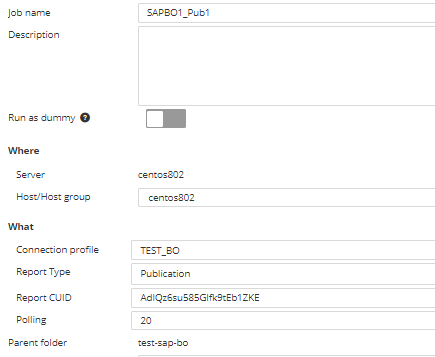 Job name SAPBO1_Pub1
Description
Run as dummy ?
Where
Server centos802
Host/Host group centos802
What
Connection profile TEST_BO
Report Type Publication
Report CUID AdIQz6su585GIfk9tEb1ZKE
Polling 20
Parent folder test-sap-bo